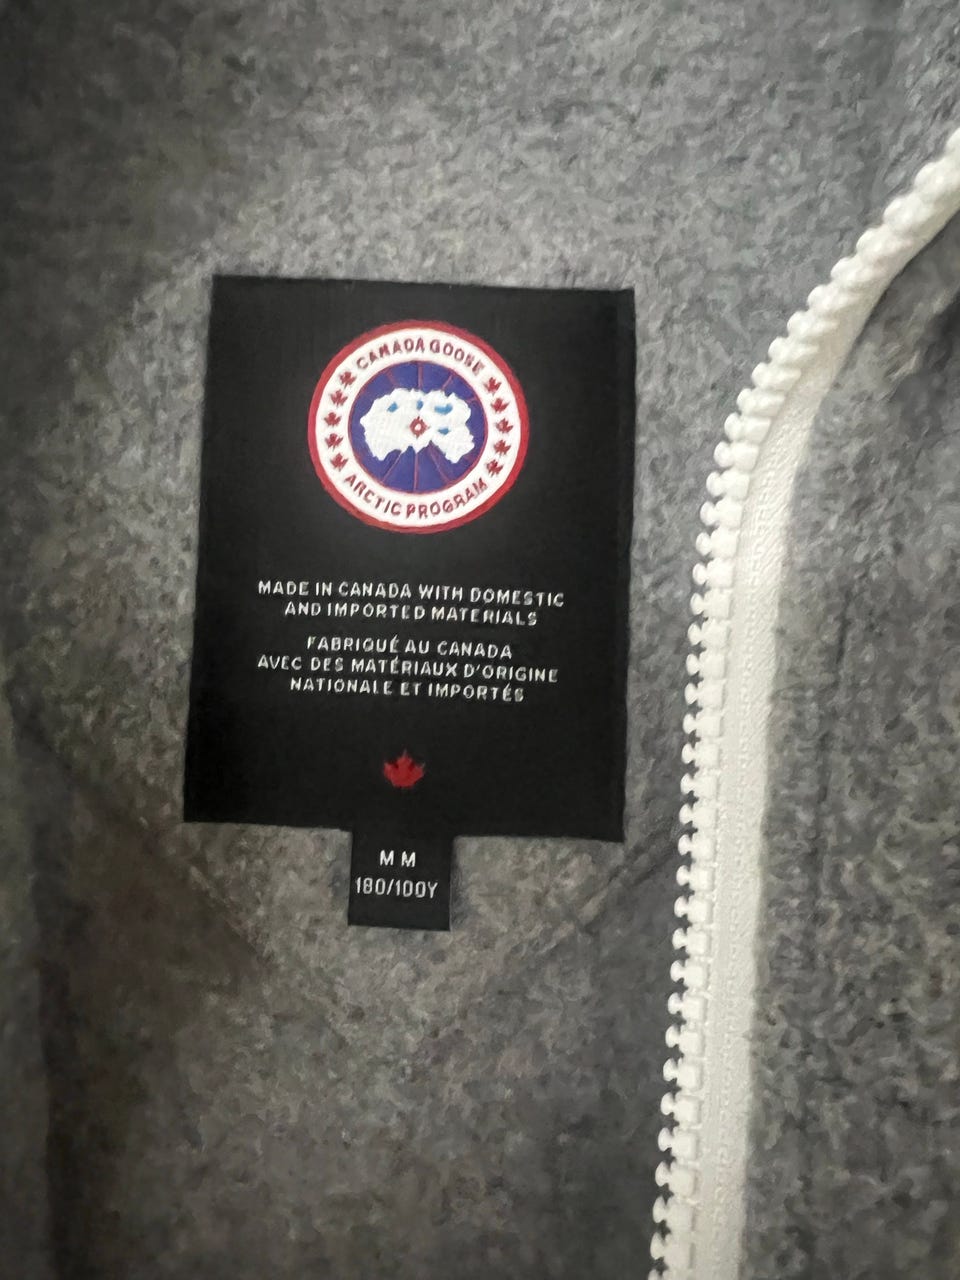 CANADA GOOSE
ARCTIC PROGRAM
MADE IN CANADA WITH DOMESTIC
AND IMPORTED MATERIALS
FABRIQUÉ AU CANADA
AVEC DES MATÉRIAUX D'ORIGINE
NATIONALE ET IMPORTÉS
M M
180/100Y